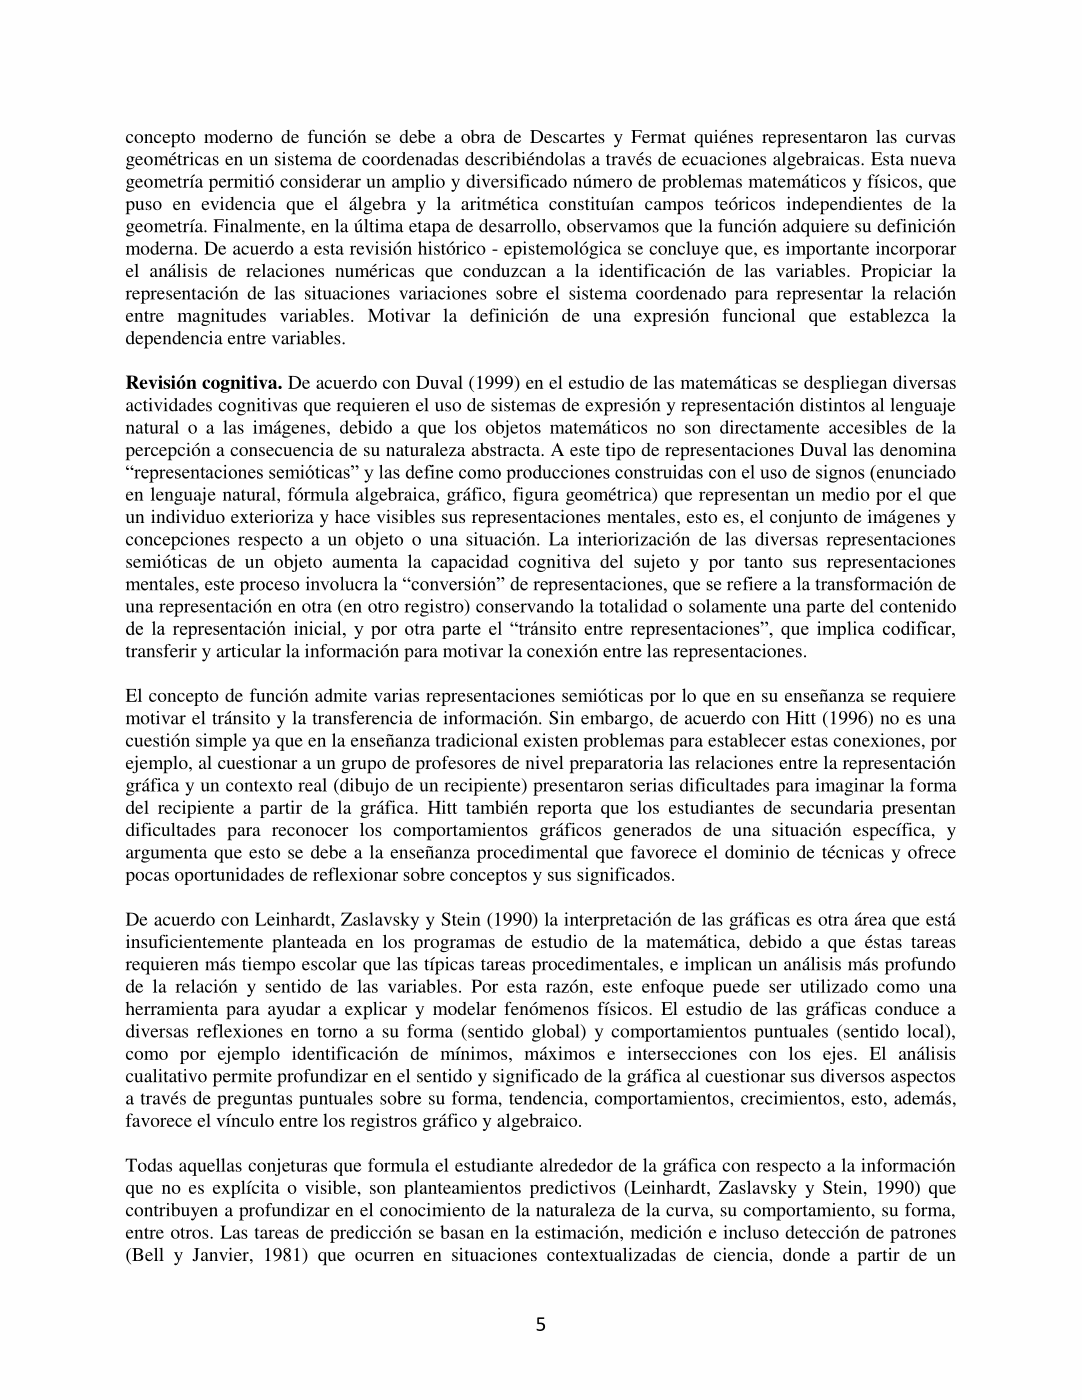 concepto moderno de función se debe a obra de Descartes y Fermat quiénes representaron las curvas
geométricas en un sistema de coordenadas describiéndolas a través de ecuaciones algebraicas. Esta nueva
geometría permitió considerar un amplio y diversificado número de problemas matemáticos y físicos, que
puso en evidencia que el álgebra y la aritmética constituían campos teóricos independientes de la
geometría. Finalmente, en la última etapa de desarrollo, observamos que la función adquiere su definición
moderna. De acuerdo a esta revisión histórico - epistemológica se concluye que, es importante incorporar
el análisis de relaciones numéricas que conduzcan a la identificación de las variables. Propiciar la
representación de las situaciones variaciones sobre el sistema coordenado para representar la relación
entre magnitudes variables. Motivar la definición de una expresión funcional que establezca la
dependencia entre variables.
Revisión cognitiva. De acuerdo con Duval (1999) en el estudio de las matemáticas se despliegan diversas
actividades cognitivas que requieren el uso de sistemas de expresión y representación distintos al lenguaje
natural o a las imágenes, debido a que los objetos matemáticos no son directamente accesibles de la
percepción a consecuencia de su naturaleza abstracta. A este tipo de representaciones Duval las denomina
“representaciones semióticas” y las define como producciones construidas con el uso de signos (enunciado
en lenguaje natural, fórmula algebraica, gráfico, figura geométrica) que representan un medio por el que
un individuo exterioriza y hace visibles sus representaciones mentales, esto es, el conjunto de imágenes y
concepciones respecto a un objeto o una situación. La interiorización de las diversas representaciones
semióticas de un objeto aumenta la capacidad cognitiva del sujeto y por tanto sus representaciones
mentales, este proceso involucra la “conversión” de representaciones, que se refiere a la transformación de
una representación en otra (en otro registro) conservando la totalidad o solamente una parte del contenido
de la representación inicial, y por otra parte el “tránsito entre representaciones”, que implica codificar,
transferir y articular la información para motivar la conexión entre las representaciones.
El concepto de función admite varias representaciones semióticas por lo que en su enseñanza se requiere
motivar el tránsito y la transferencia de información. Sin embargo, de acuerdo con Hitt (1996) no es una
cuestión simple ya que en la enseñanza tradicional existen problemas para establecer estas conexiones, por
ejemplo, al cuestionar a un grupo de profesores de nivel preparatoria las relaciones entre la representación
gráfica y un contexto real (dibujo de un recipiente) presentaron serias dificultades para imaginar la forma
del recipiente a partir de la gráfica. Hitt también reporta que los estudiantes de secundaria presentan
dificultades para reconocer los comportamientos gráficos generados de una situación específica, y
argumenta que esto se debe a la enseñanza procedimental que favorece el dominio de técnicas y ofrece
pocas oportunidades de reflexionar sobre conceptos y sus significados.
De acuerdo con Leinhardt, Zaslavsky y Stein (1990) la interpretación de las gráficas es otra área que está
insuficientemente planteada en los programas de estudio de la matemática, debido a que éstas tareas
requieren más tiempo escolar que las típicas tareas procedimentales, e implican un análisis más profundo
de la relación y sentido de las variables. Por esta razón, este enfoque puede ser utilizado como una
herramienta para ayudar a explicar y modelar fenómenos físicos. El estudio de las gráficas conduce a
diversas reflexiones en torno a su forma (sentido global) y comportamientos puntuales (sentido local),
como por ejemplo identificación de mínimos, máximos e intersecciones con los ejes. El análisis
cualitativo permite profundizar en el sentido y significado de la gráfica al cuestionar sus diversos aspectos
a través de preguntas puntuales sobre su forma, tendencia, comportamientos, crecimientos, esto, además,
favorece el vínculo entre los registros gráfico y algebraico.
Todas aquellas conjeturas que formula el estudiante alrededor de la gráfica con respecto a la información
que no es explícita o visible, son planteamientos predictivos (Leinhardt, Zaslavsky y Stein, 1990) que
contribuyen a profundizar en el conocimiento de la naturaleza de la curva, su comportamiento, su forma,
entre otros. Las tareas de predicción se basan en la estimación, medición e incluso detección de patrones
(Bell y Janvier, 1981) que ocurren en situaciones contextualizadas de ciencia, donde a partir de un
5